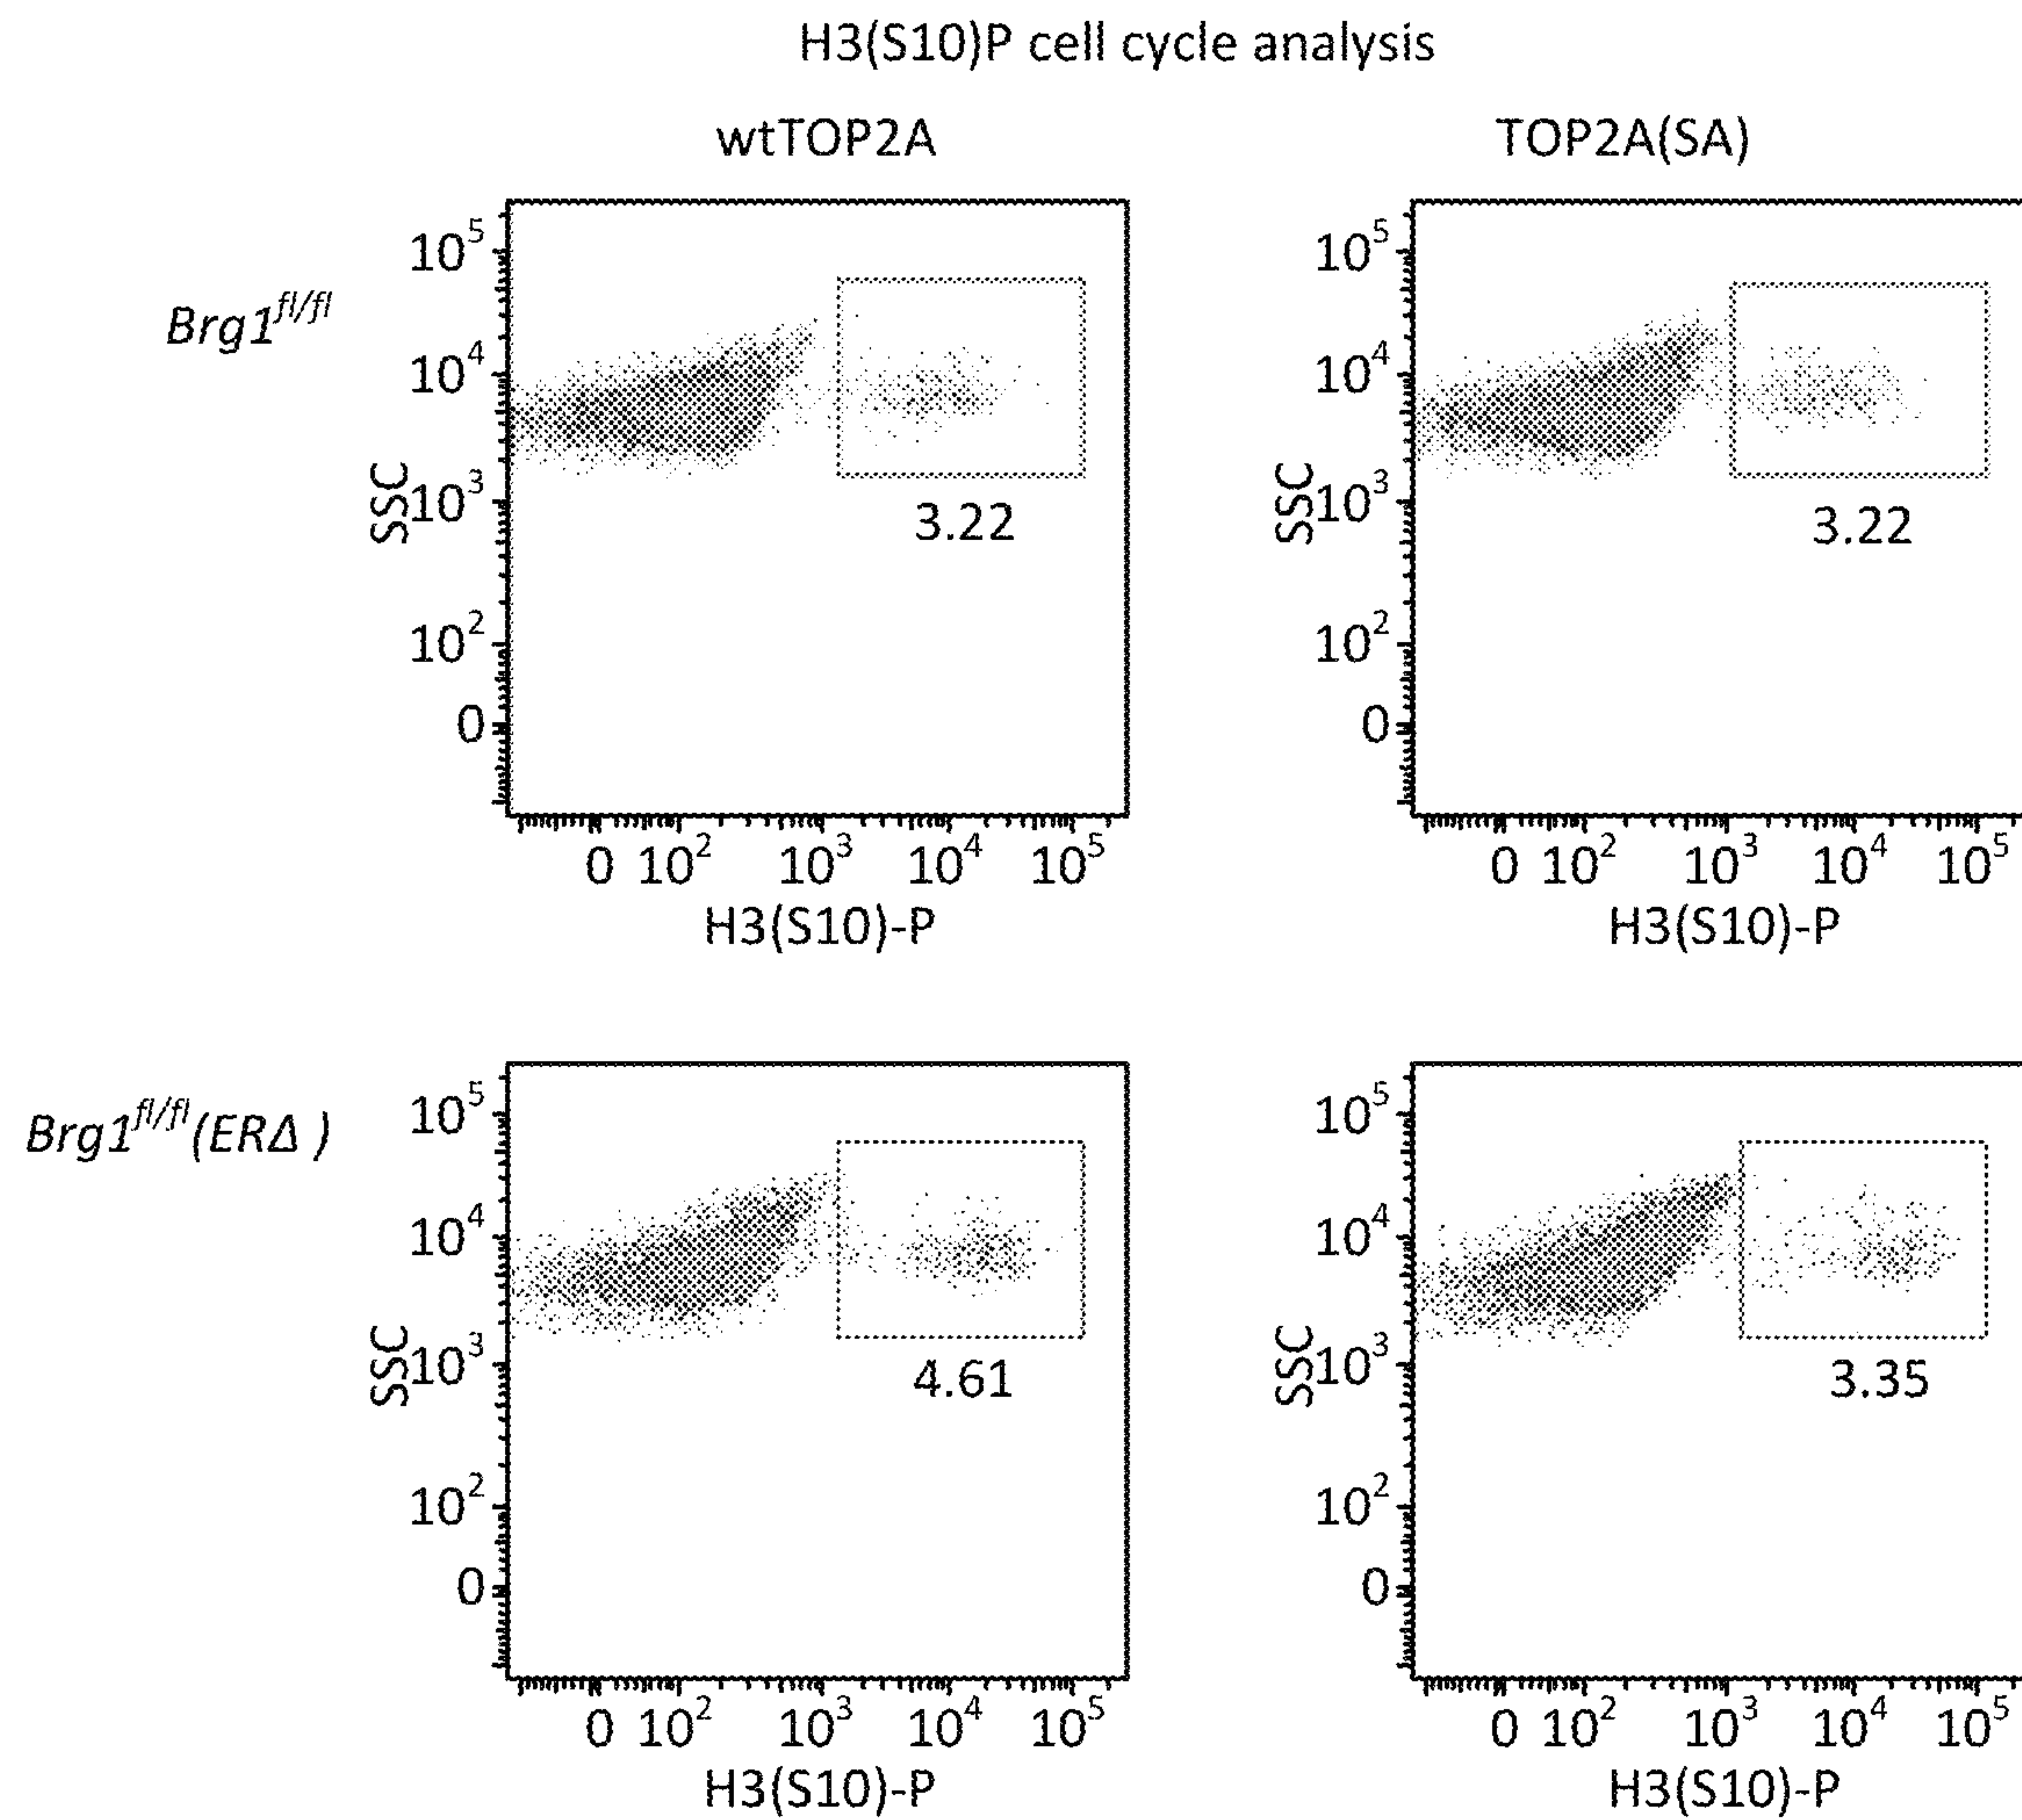 H3(S10)P cell cycle analysis
wtTOP2A
TOP2A(SA)
Brg1^fl/fl
10^5
10^4
10^3
10^2
0
SSC
3.22
0 10^2 10^3 10^4 10^5
H3(S10)-P
10^5
10^4
10^3
10^2
0
SSC
3.22
0 10^2 10^3 10^4 10^5
H3(S10)-P
Brg1^fl/fl(ERΔ )
10^5
10^4
10^3
10^2
0
SSC
4.61
0 10^2 10^3 10^4 10^5
H3(S10)-P
10^5
10^4
10^3
10^2
0
SSC
3.35
0 10^2 10^3 10^4 10^5
H3(S10)-P